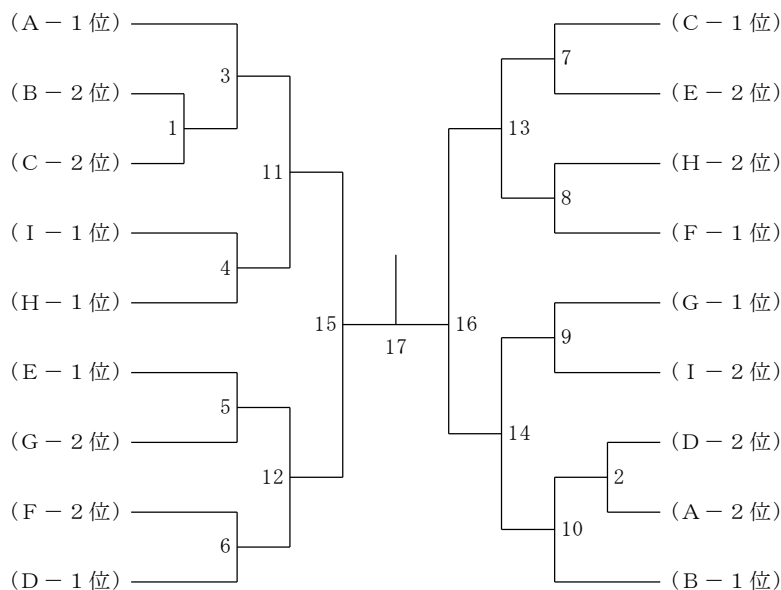 (A－1位)
(B－2位)
(C－2位)
(I－1位)
(H－1位)
(E－1位)
(G－2位)
(F－2位)
(D－1位)
1
3
4
5
6
11
12
15
17
16
13
14
7
8
9
2
10
(C－1位)
(E－2位)
(H－2位)
(F－1位)
(G－1位)
(I－2位)
(D－2位)
(A－2位)
(B－1位)